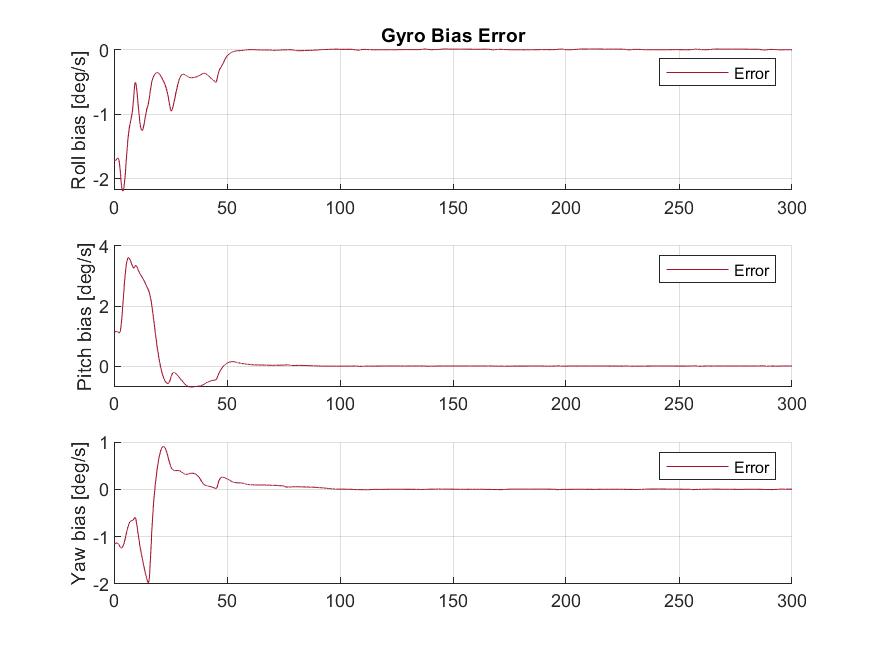 Gyro Bias Error
Roll bias [deg/s]
0
-1
-2
Error
0 50 100 150 200 250 300
Pitch bias [deg/s]
4
2
0
Error
0 50 100 150 200 250 300
Yaw bias [deg/s]
1
0
-1
-2
Error
0 50 100 150 200 250 300